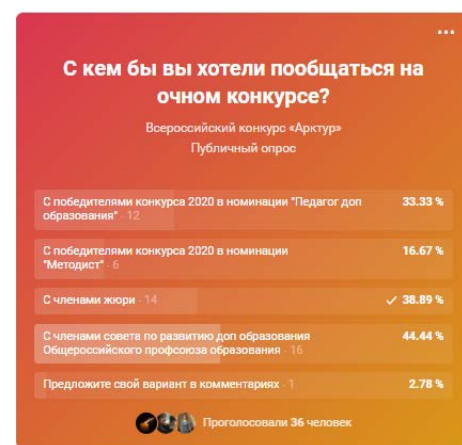 С кем бы вы хотели пообщаться на
очном конкурсе?
Всероссийский конкурс «Арктур»
Публичный опрос
С победителями конкурса 2020 в номинации "Педагог доп
образования" · 12
33.33 %
С победителями конкурса 2020 в номинации
"Методист" · 6
16.67 %
С членами жюри · 14
38.89 %
С членами совета по развитию доп образования
Общероссийского профсоюза образования · 16
44.44 %
Предложите свой вариант в комментариях · 1
2.78 %
Проголосовали 36 человек